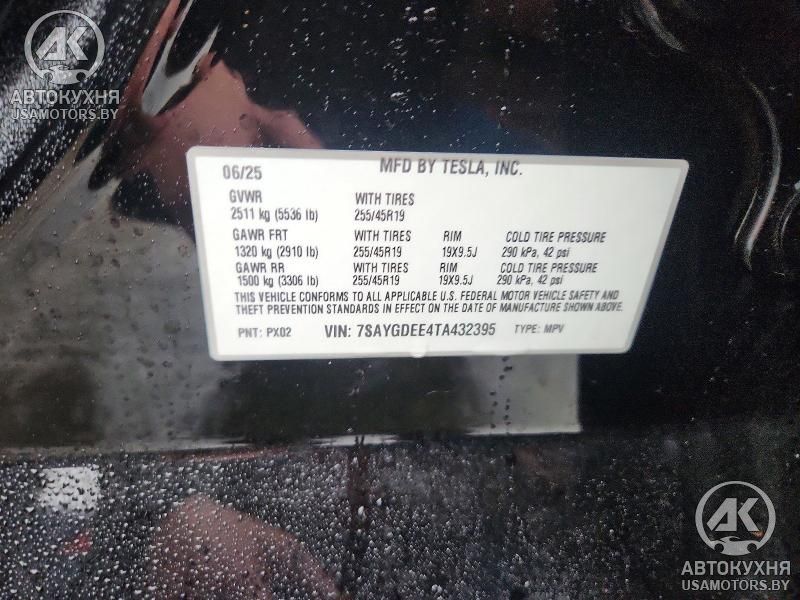 AK
АВТОКУХНЯ
USAMOTORS.BY
06/25 MFD BY TESLA, INC.
GVWR WITH TIRES
2511 kg (5536 lb) 255/45R19
GAWR FRT WITH TIRES RIM COLD TIRE PRESSURE
1320 kg (2910 lb) 255/45R19 19X9.5J 290 kPa, 42 psi
GAWR RR WITH TIRES RIM COLD TIRE PRESSURE
1500 kg (3306 lb) 255/45R19 19X9.5J 290 kPa, 42 psi
THIS VEHICLE CONFORMS TO ALL APPLICABLE U.S. FEDERAL MOTOR VEHICLE SAFETY AND
THEFT PREVENTION STANDARDS IN EFFECT ON THE DATE OF MANUFACTURE SHOWN ABOVE.
PNT: PX02 VIN: 7SAYGDEE4TA432395 TYPE: MPV
AK
АВТОКУХНЯ
USAMOTORS.BY